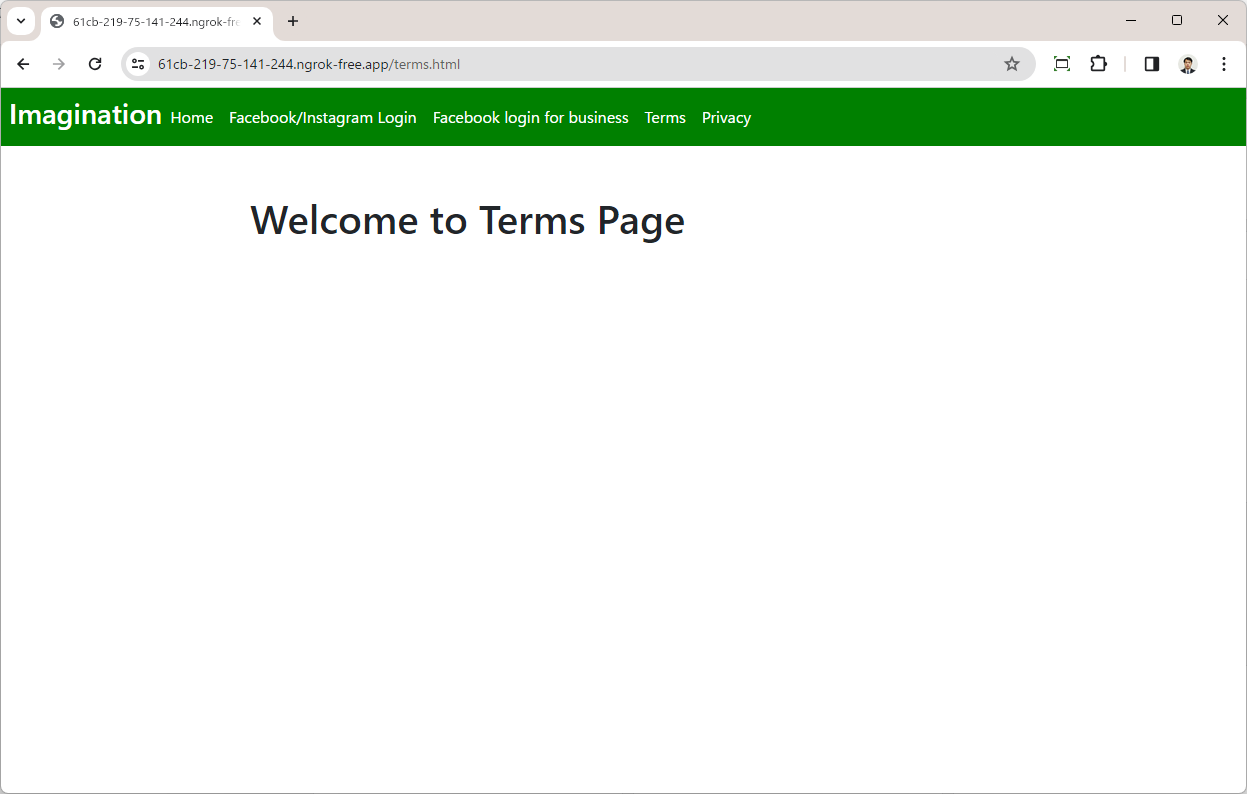 61cb-219-75-141-244.ngrok-fre
61cb-219-75-141-244.ngrok-free.app/terms.html
Imagination Home Facebook/Instagram Login Facebook login for business Terms Privacy
Welcome to Terms Page